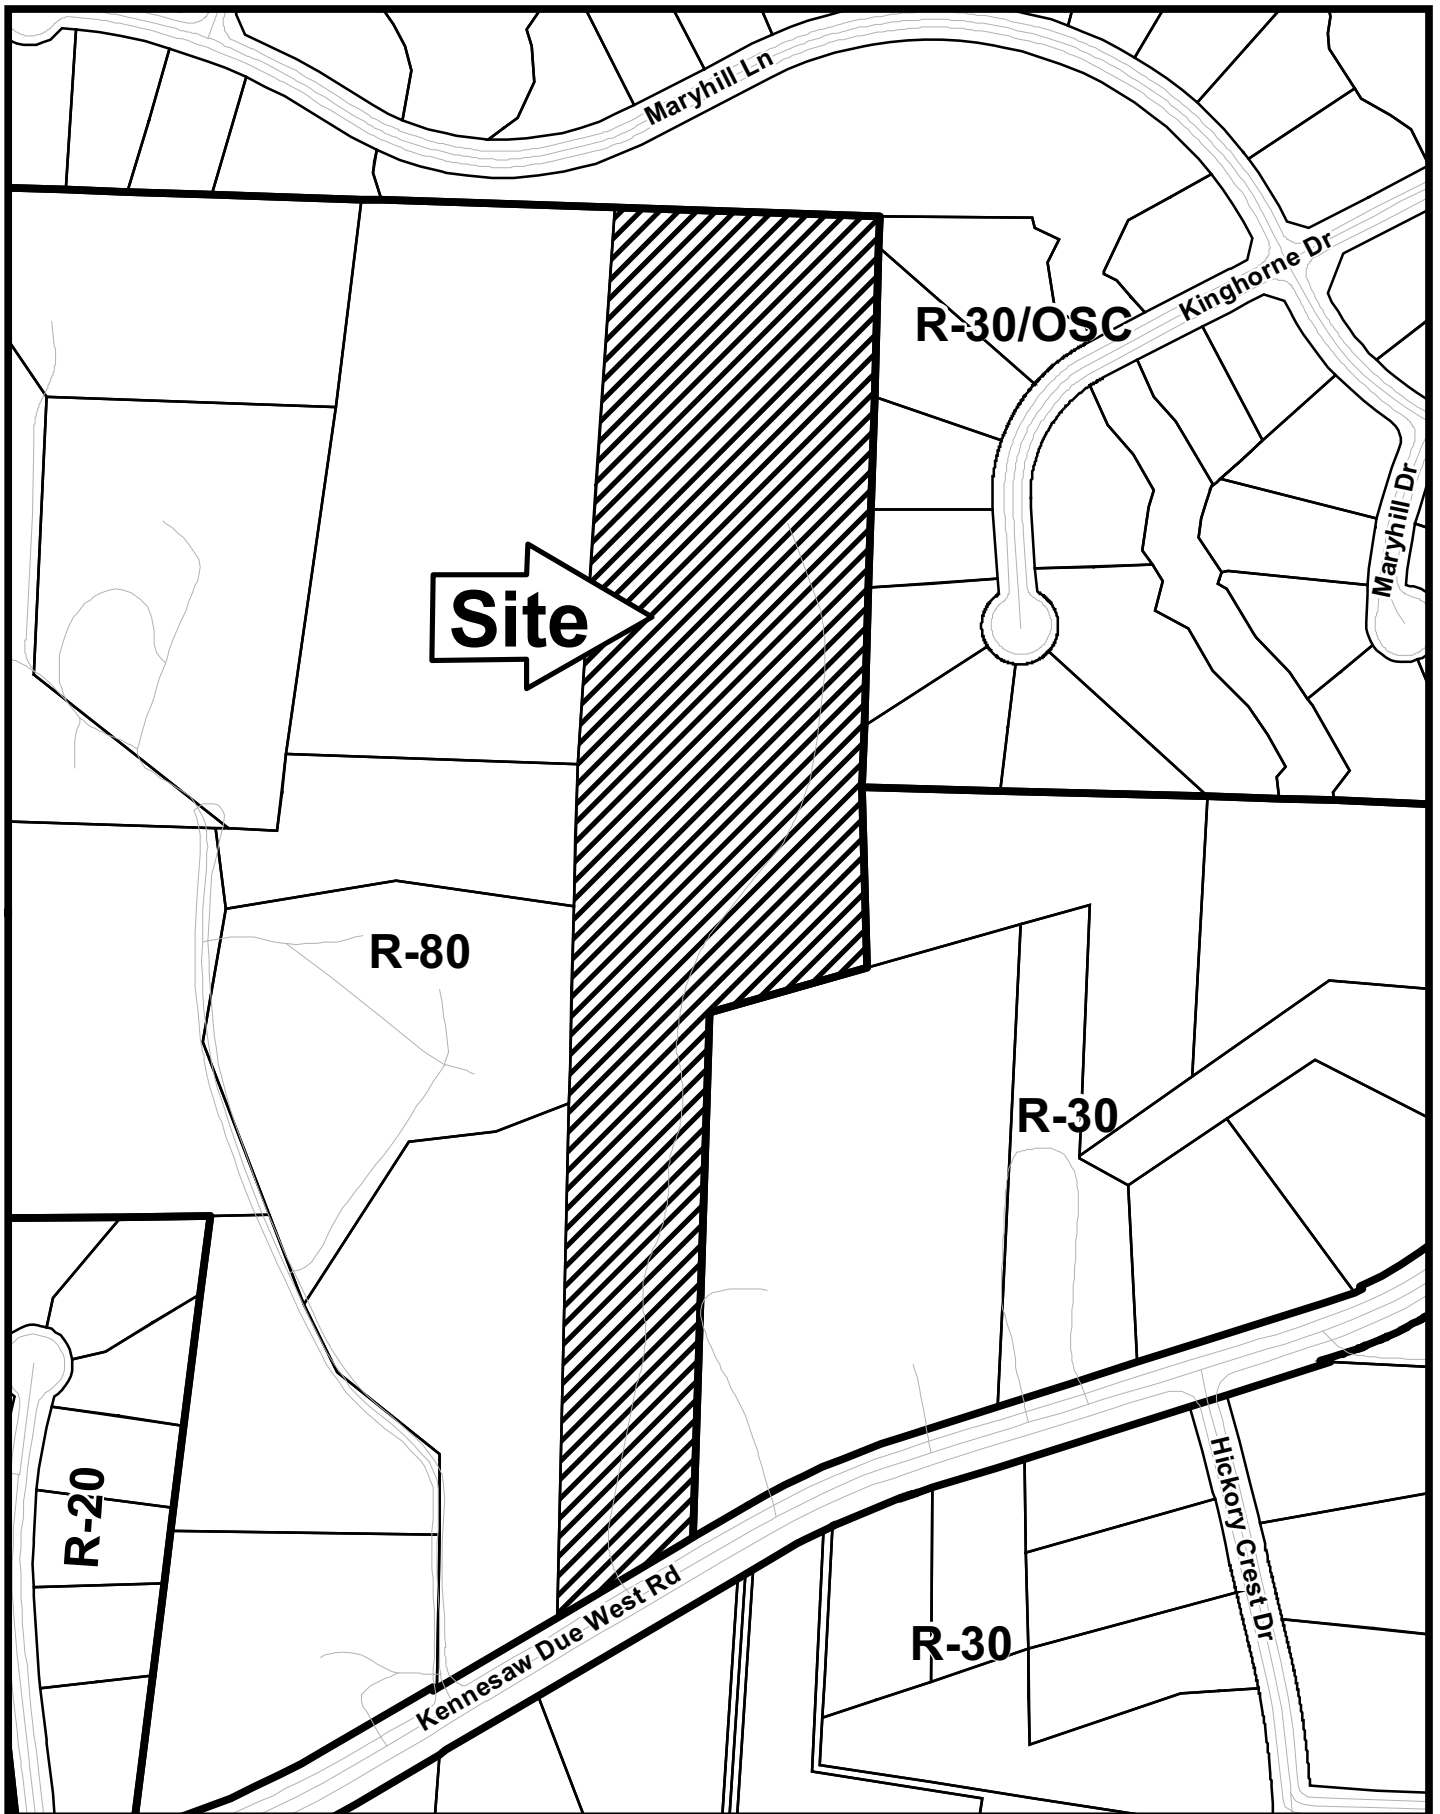 Maryhill Ln
Kinghorne Dr
R-30/OSC
Maryhill Dr
Site
R-80
R-30
Hickory Crest Dr
R-20
Kennesaw Due West Rd
R-30